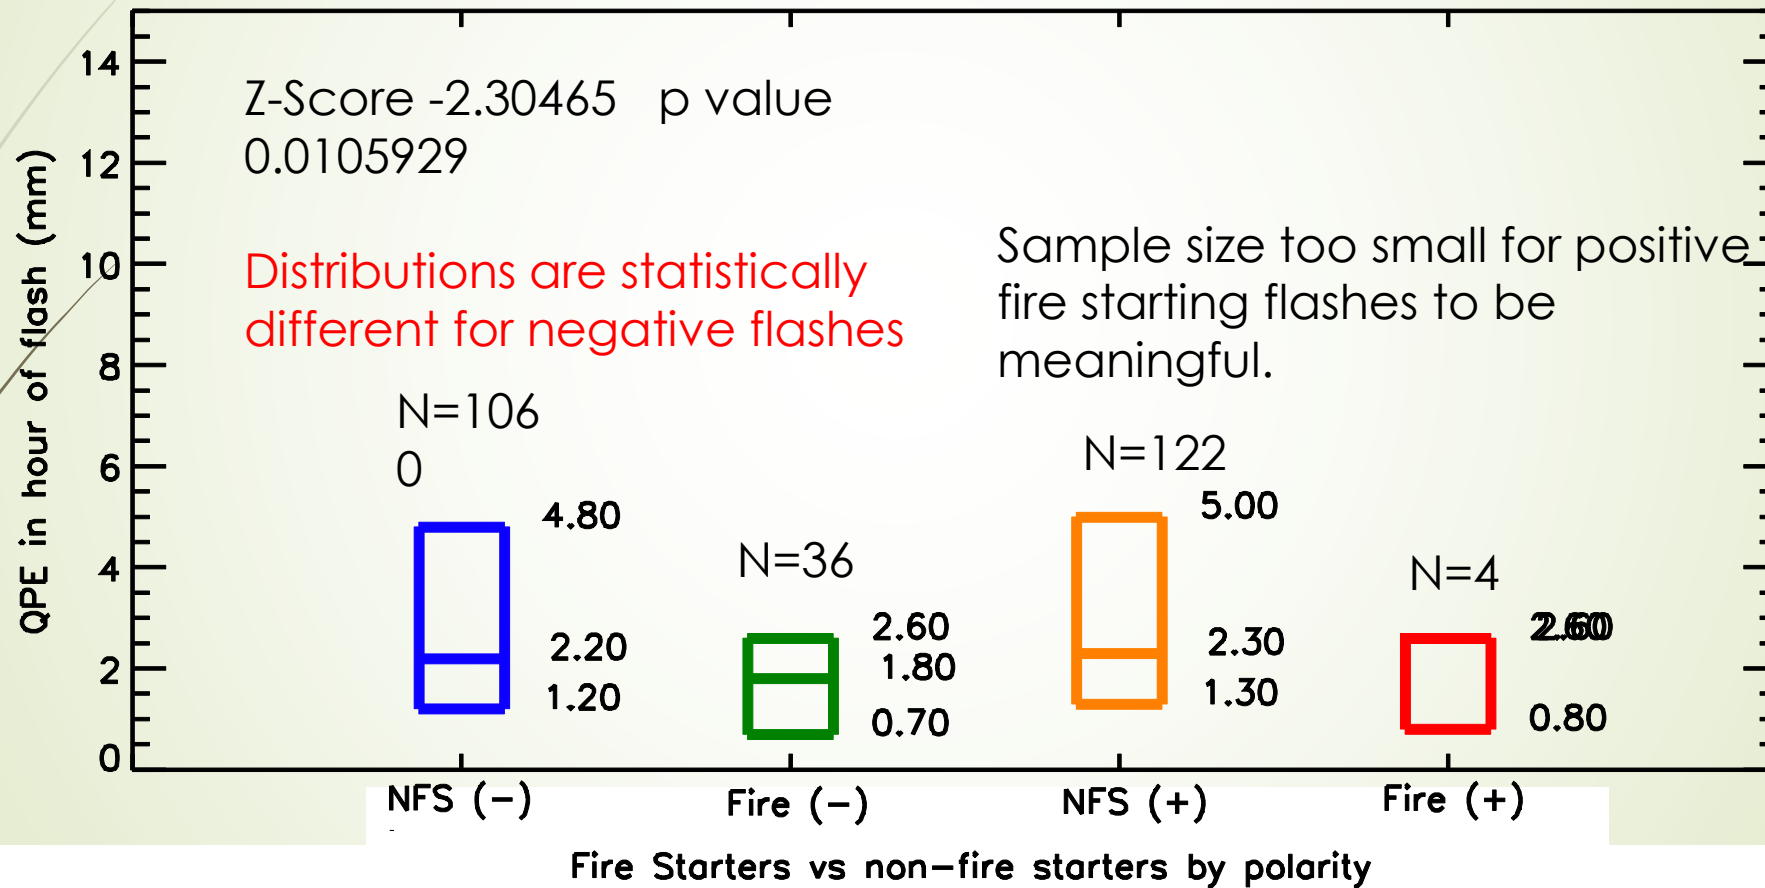 14
12
10
8
6
4
2
0
QPE in hour of flash (mm)
Z-Score -2.30465 p value
0.0105929
Distributions are statistically
different for negative flashes
Sample size too small for positive
fire starting flashes to be
meaningful.
N=106
0
4.80
2.20
1.20
N=36
2.60
1.80
0.70
N=122
5.00
2.30
1.30
N=4
2.60
0.80
NFS (-)
Fire (-)
NFS (+)
Fire (+)
Fire Starters vs non-fire starters by polarity